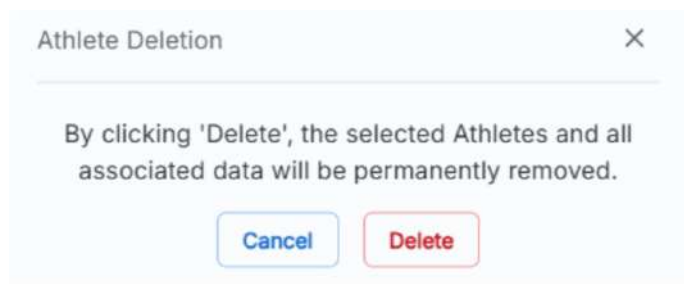 Athlete Deletion
By clicking 'Delete', the selected Athletes and all
associated data will be permanently removed.
Cancel Delete